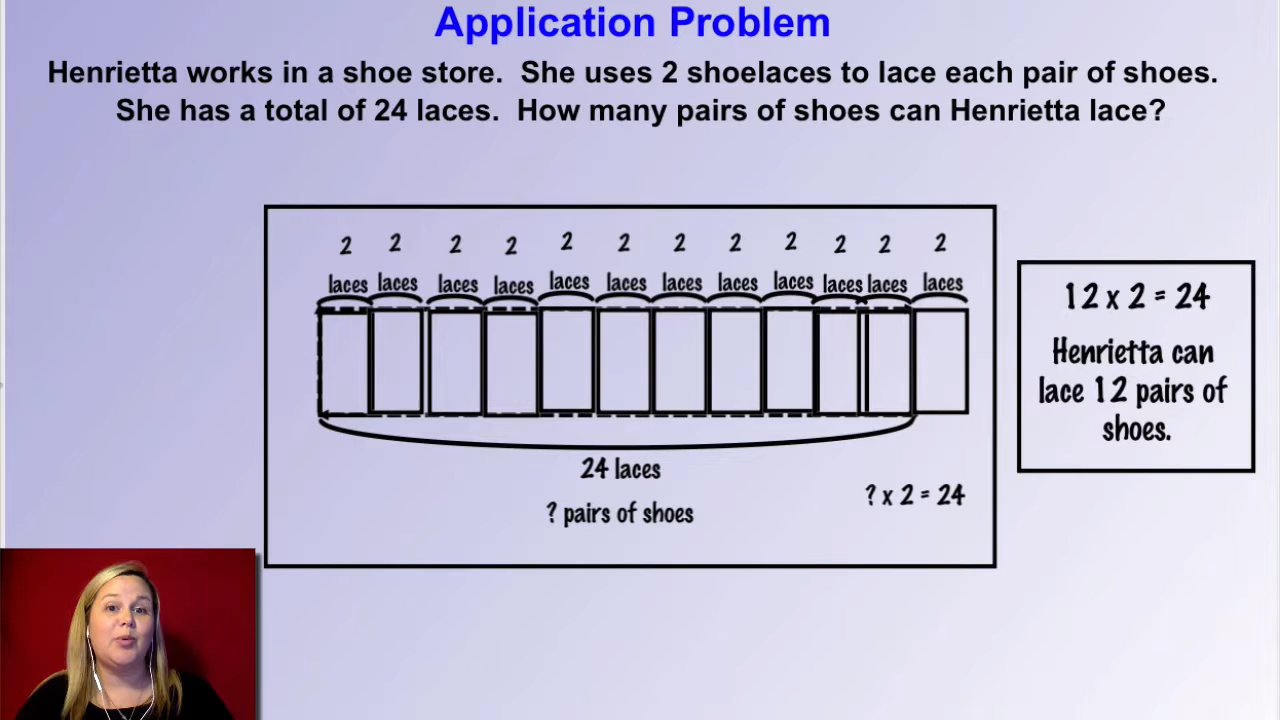 Application Problem
Henrietta works in a shoe store. She uses 2 shoelaces to lace each pair of shoes.
She has a total of 24 laces. How many pairs of shoes can Henrietta lace?
2 2 2 2 2 2 2 2 2 2 2 2
laces laces laces laces laces laces laces laces laces laces laces laces
24 laces
? pairs of shoes
? x 2 = 24
12 x 2 = 24
Henrietta can
lace 12 pairs of
shoes.